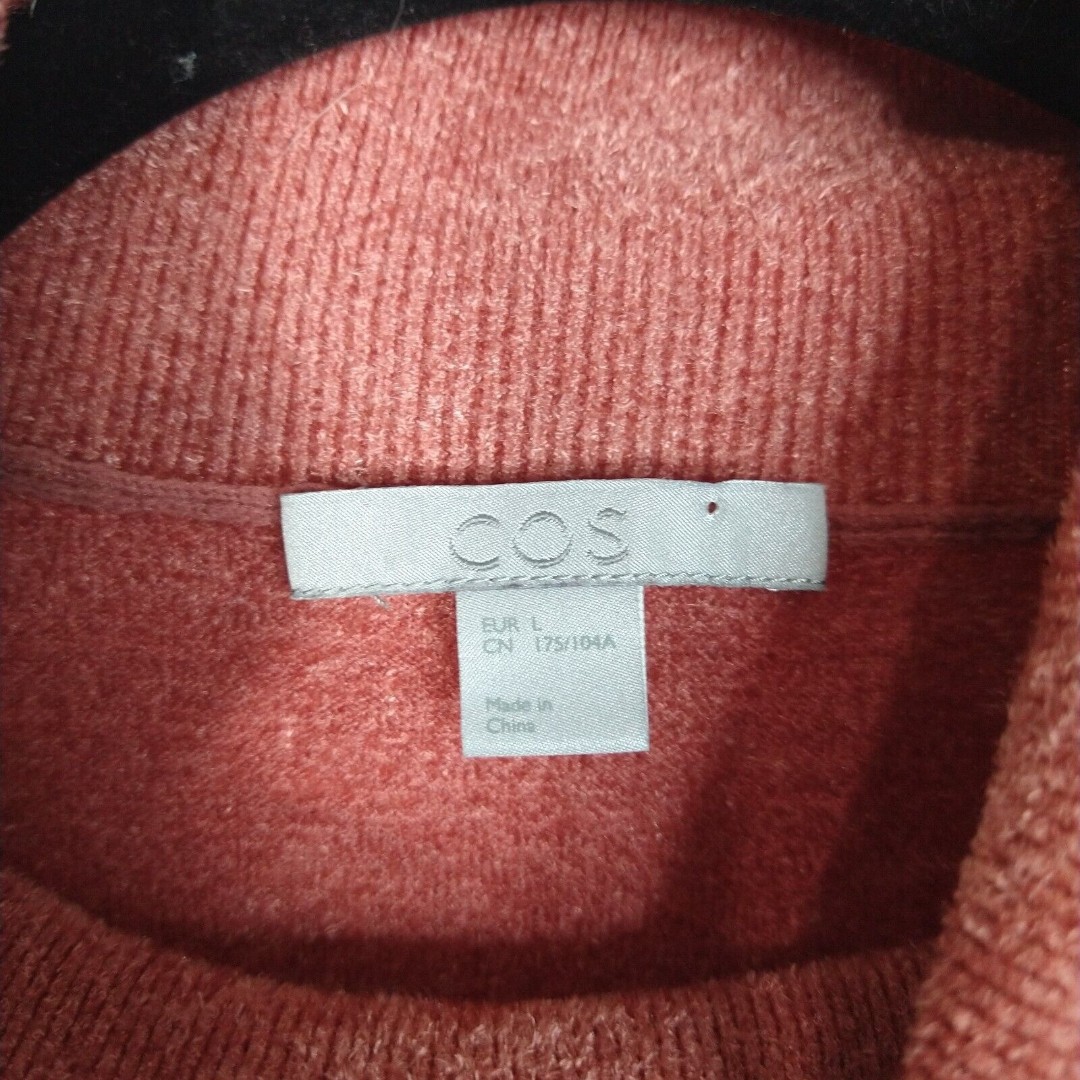 COS
EUR L
CN 175/104A
Made in
China